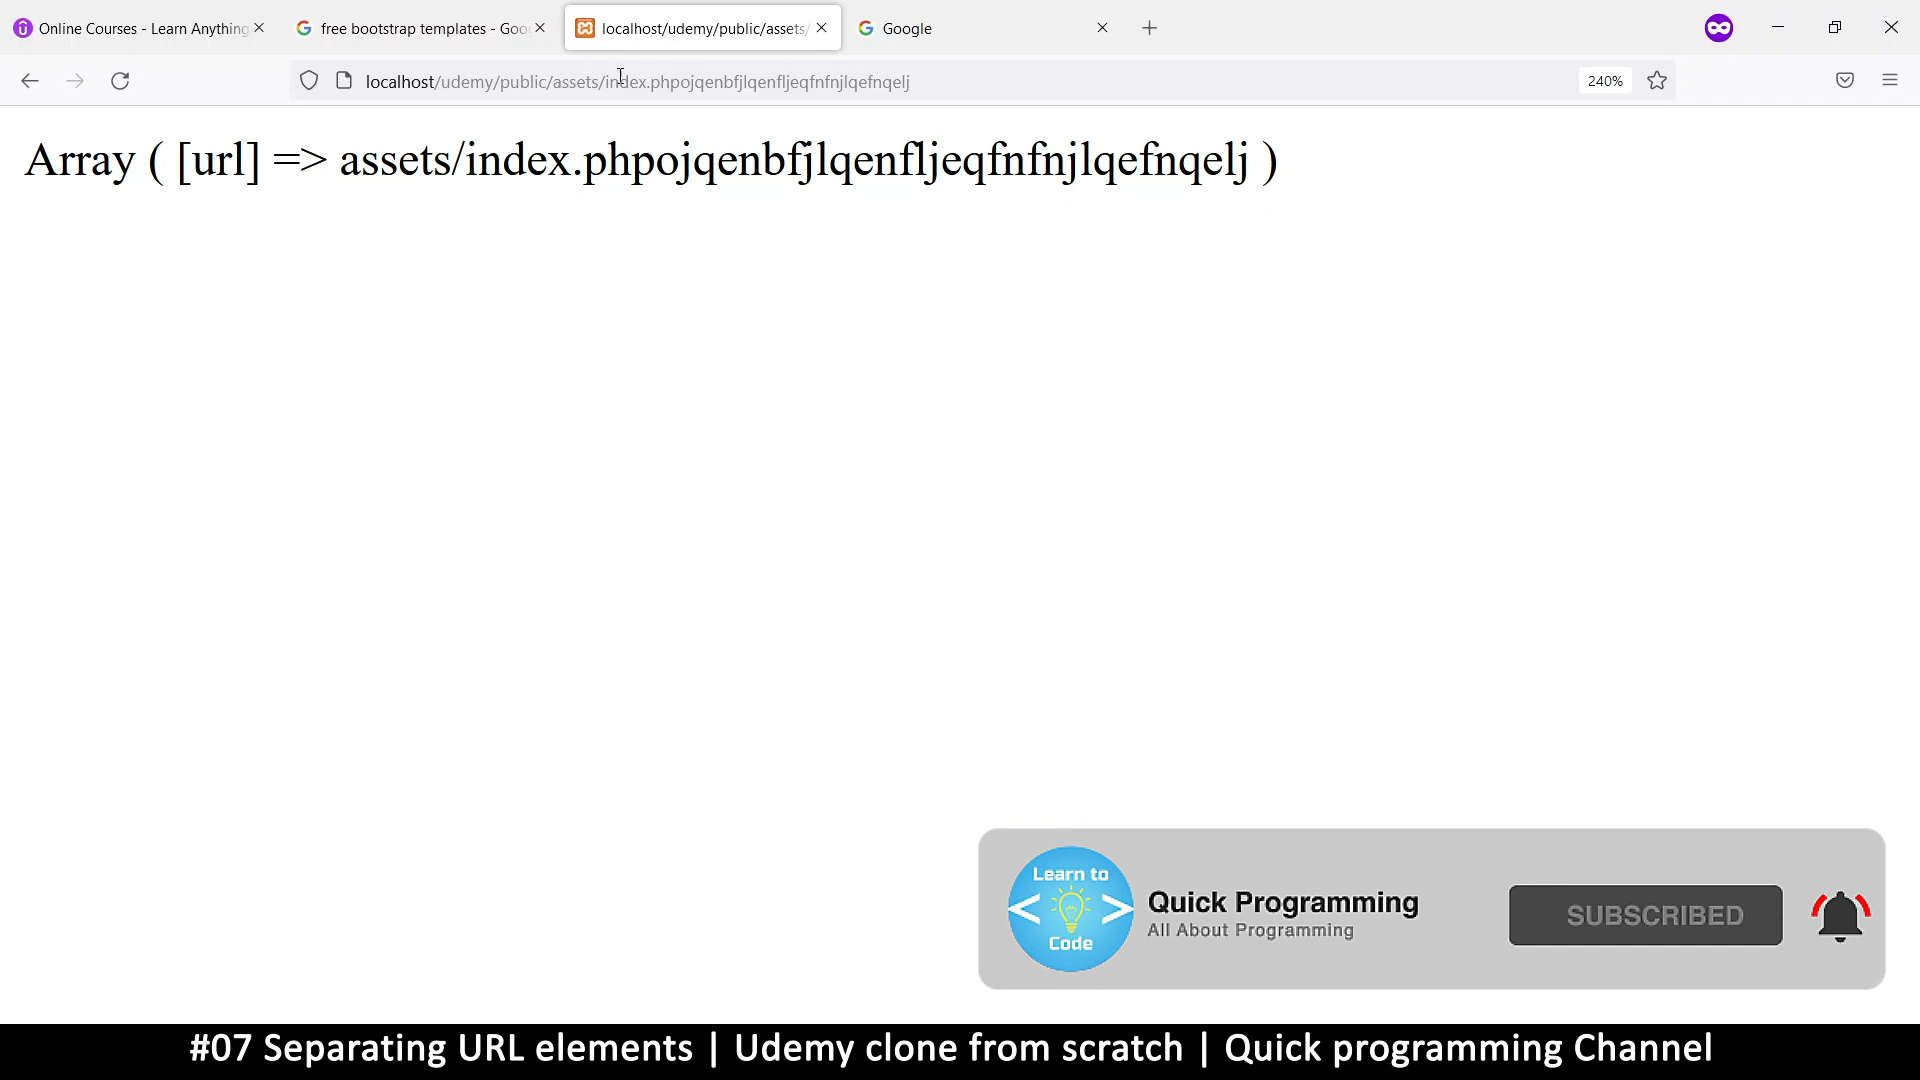 Online Courses - Learn Anything
free bootstrap templates - Goo
localhost/udemy/public/assets/
Google
localhost/udemy/public/assets/index.phpojqenbfjlqenfljeqfnfnjlqefnqelj
240%
Array ( [url] => assets/index.phpojqenbfjlqenfljeqfnfnjlqefnqelj )
Learn to
Code
Quick Programming
All About Programming
SUBSCRIBED
#07 Separating URL elements | Udemy clone from scratch | Quick programming Channel